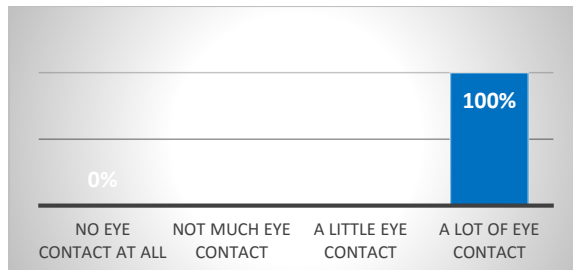 100%
0%
NO EYE
CONTACT AT ALL
NOT MUCH EYE
CONTACT
A LITTLE EYE
CONTACT
A LOT OF EYE
CONTACT